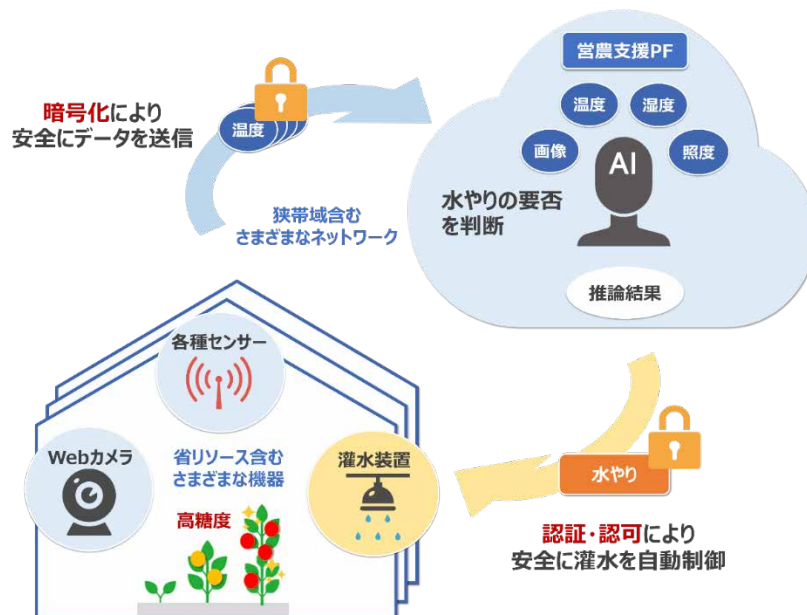 営農支援PF
温度
湿度
画像
照度
AI
水やりの要否
を判断
推論結果
暗号化により
安全にデータを送信
温度
狭帯域含む
さまざまなネットワーク
各種センサー
Webカメラ
省リソース含む
さまざまな機器
灌水装置
高糖度
水やり
認証・認可により
安全に灌水を自動制御